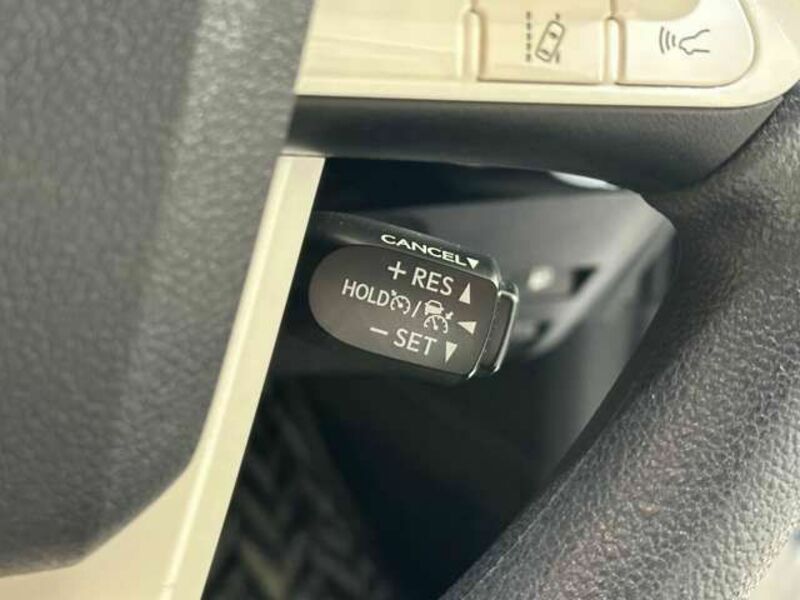 CANCEL▼
+ RES ▲
HOLD / ◀
− SET ▼